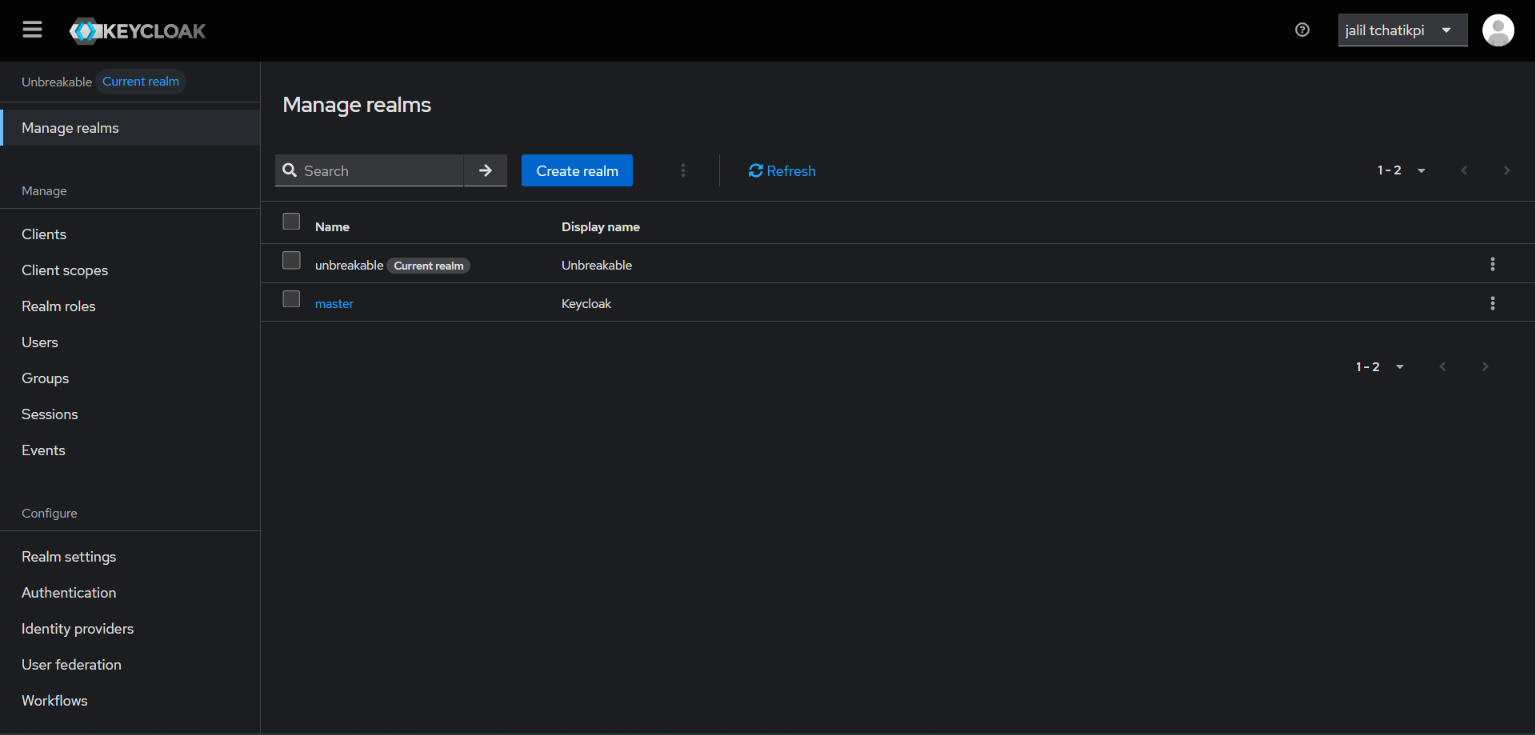 KEYCLOAK
jalil tchatikpi
Unbreakable Current realm
Manage realms
Manage
Clients
Client scopes
Realm roles
Users
Groups
Sessions
Events
Configure
Realm settings
Authentication
Identity providers
User federation
Workflows
Manage realms
Search
Create realm
Refresh
1 - 2
Name Display name
unbreakable Current realm Unbreakable
master Keycloak
1 - 2